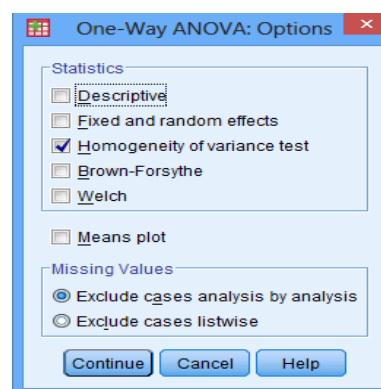 One-Way ANOVA: Options
Statistics
Descriptive
Fixed and random effects
Homogeneity of variance test
Brown-Forsythe
Welch
Means plot
Missing Values
Exclude cases analysis by analysis
Exclude cases listwise
Continue Cancel Help